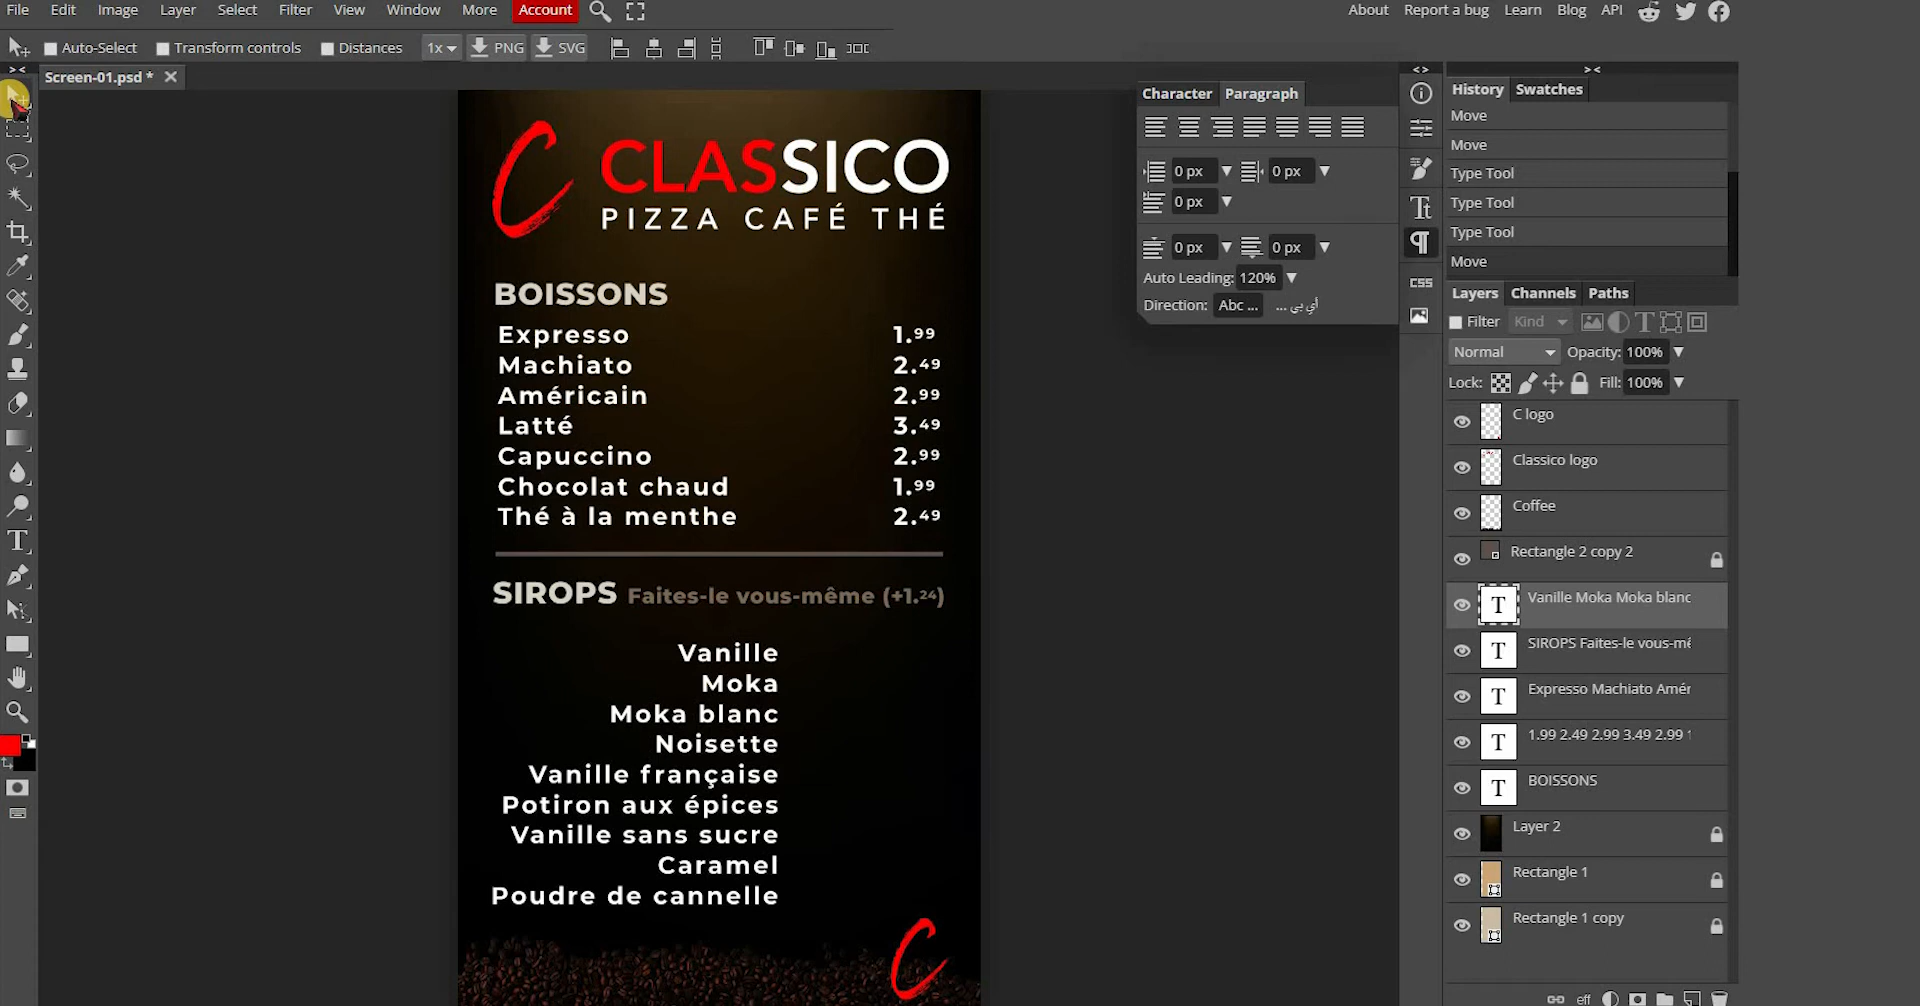 File Edit Image Layer Select Filter View Window More Account About Report a bug Learn Blog API
Auto-Select Transform controls Distances 1x PNG SVG
Screen-01.psd *
CLASSICO
PIZZA CAFÉ THÉ
BOISSONS
Expresso 1.99
Machiato 2.49
Américain 2.99
Latté 3.49
Capuccino 2.99
Chocolat chaud 1.99
Thé à la menthe 2.49
SIROPS Faites-le vous-même (+1.24)
Vanille
Moka
Moka blanc
Noisette
Vanille française
Potiron aux épices
Vanille sans sucre
Caramel
Poudre de cannelle
Character Paragraph
0 px 0 px
0 px
0 px 0 px
Auto Leading: 120%
Direction: Abc ... أي بي ...
CSS
History Swatches
Move
Move
Type Tool
Type Tool
Type Tool
Move
Layers Channels Paths
Filter Kind
Normal Opacity: 100%
Lock: Fill: 100%
C logo
Classico logo
Coffee
Rectangle 2 copy 2
Vanille Moka Moka blanc
SIROPS Faites-le vous-mê
Expresso Machiato Amér
1.99 2.49 2.99 3.49 2.99 1
BOISSONS
Layer 2
Rectangle 1
Rectangle 1 copy
eff